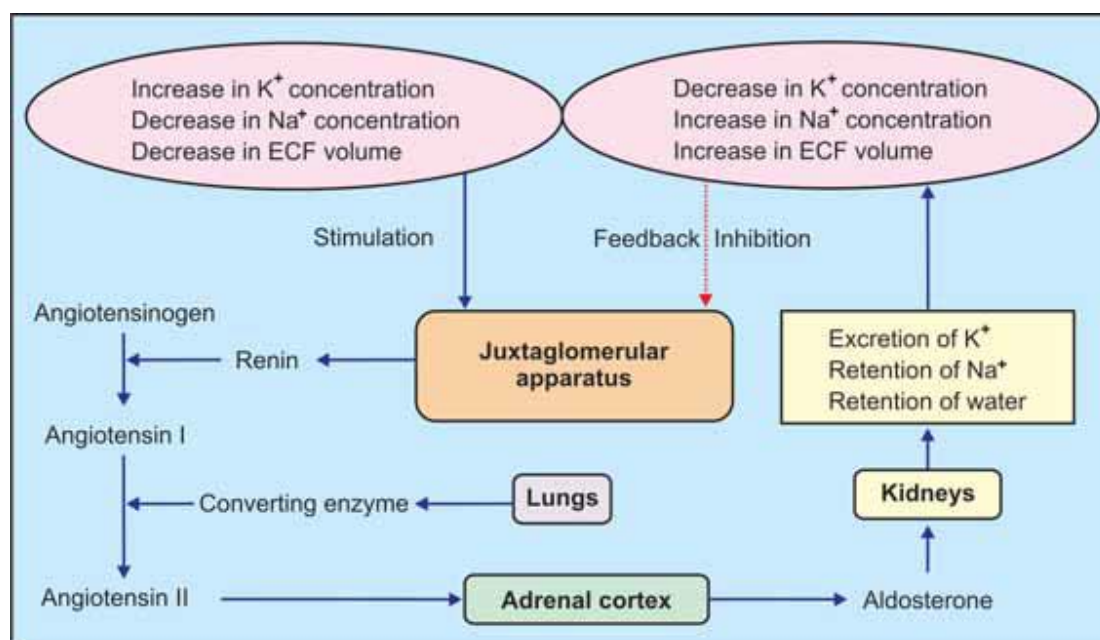 Increase in K⁺ concentration
Decrease in Na⁺ concentration
Decrease in ECF volume
Decrease in K⁺ concentration
Increase in Na⁺ concentration
Increase in ECF volume
Stimulation
Feedback Inhibition
Angiotensinogen
Renin
Juxtaglomerular
apparatus
Excretion of K⁺
Retention of Na⁺
Retention of water
Angiotensin I
Converting enzyme
Lungs
Kidneys
Angiotensin II
Adrenal cortex
Aldosterone